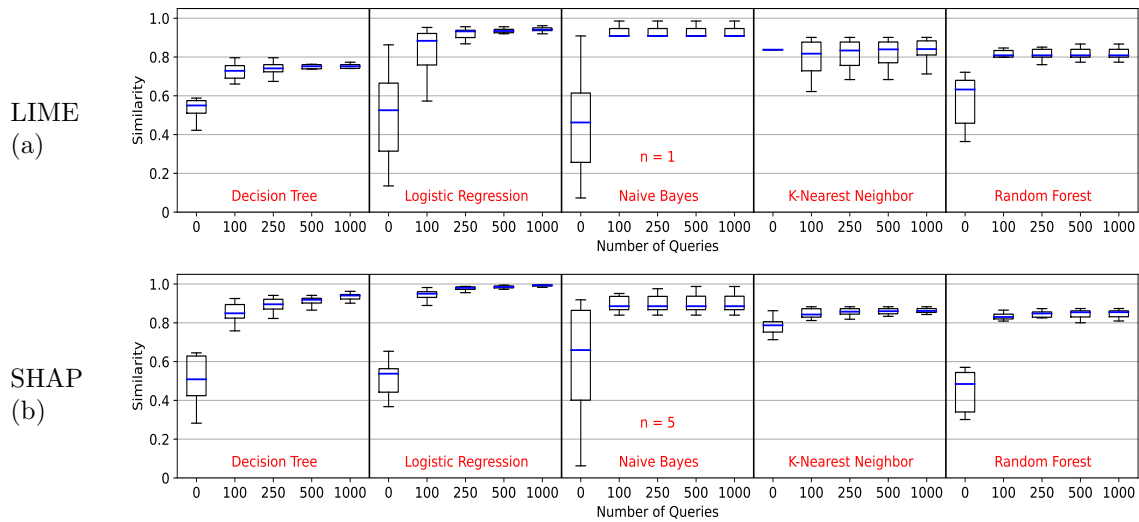 LIME
(a)
Similarity
1.0
0.8
0.6
0.4
0.2
0
n = 1
Decision Tree Logistic Regression Naive Bayes K-Nearest Neighbor Random Forest
0 100 250 500 1000 0 100 250 500 1000 0 100 250 500 1000 0 100 250 500 1000 0 100 250 500 1000
Number of Queries
SHAP
(b)
Similarity
1.0
0.8
0.6
0.4
0.2
0
n = 5
Decision Tree Logistic Regression Naive Bayes K-Nearest Neighbor Random Forest
0 100 250 500 1000 0 100 250 500 1000 0 100 250 500 1000 0 100 250 500 1000 0 100 250 500 1000
Number of Queries